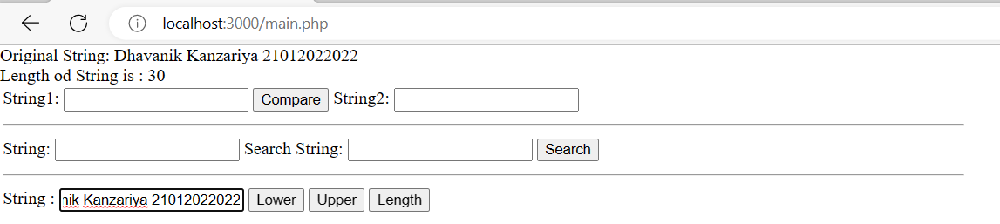 localhost:3000/main.php
Original String: Dhavanik Kanzariya 21012022022
Length od String is : 30
String1: Compare String2:
String: Search String: Search
String : nik Kanzariya 21012022022 Lower Upper Length